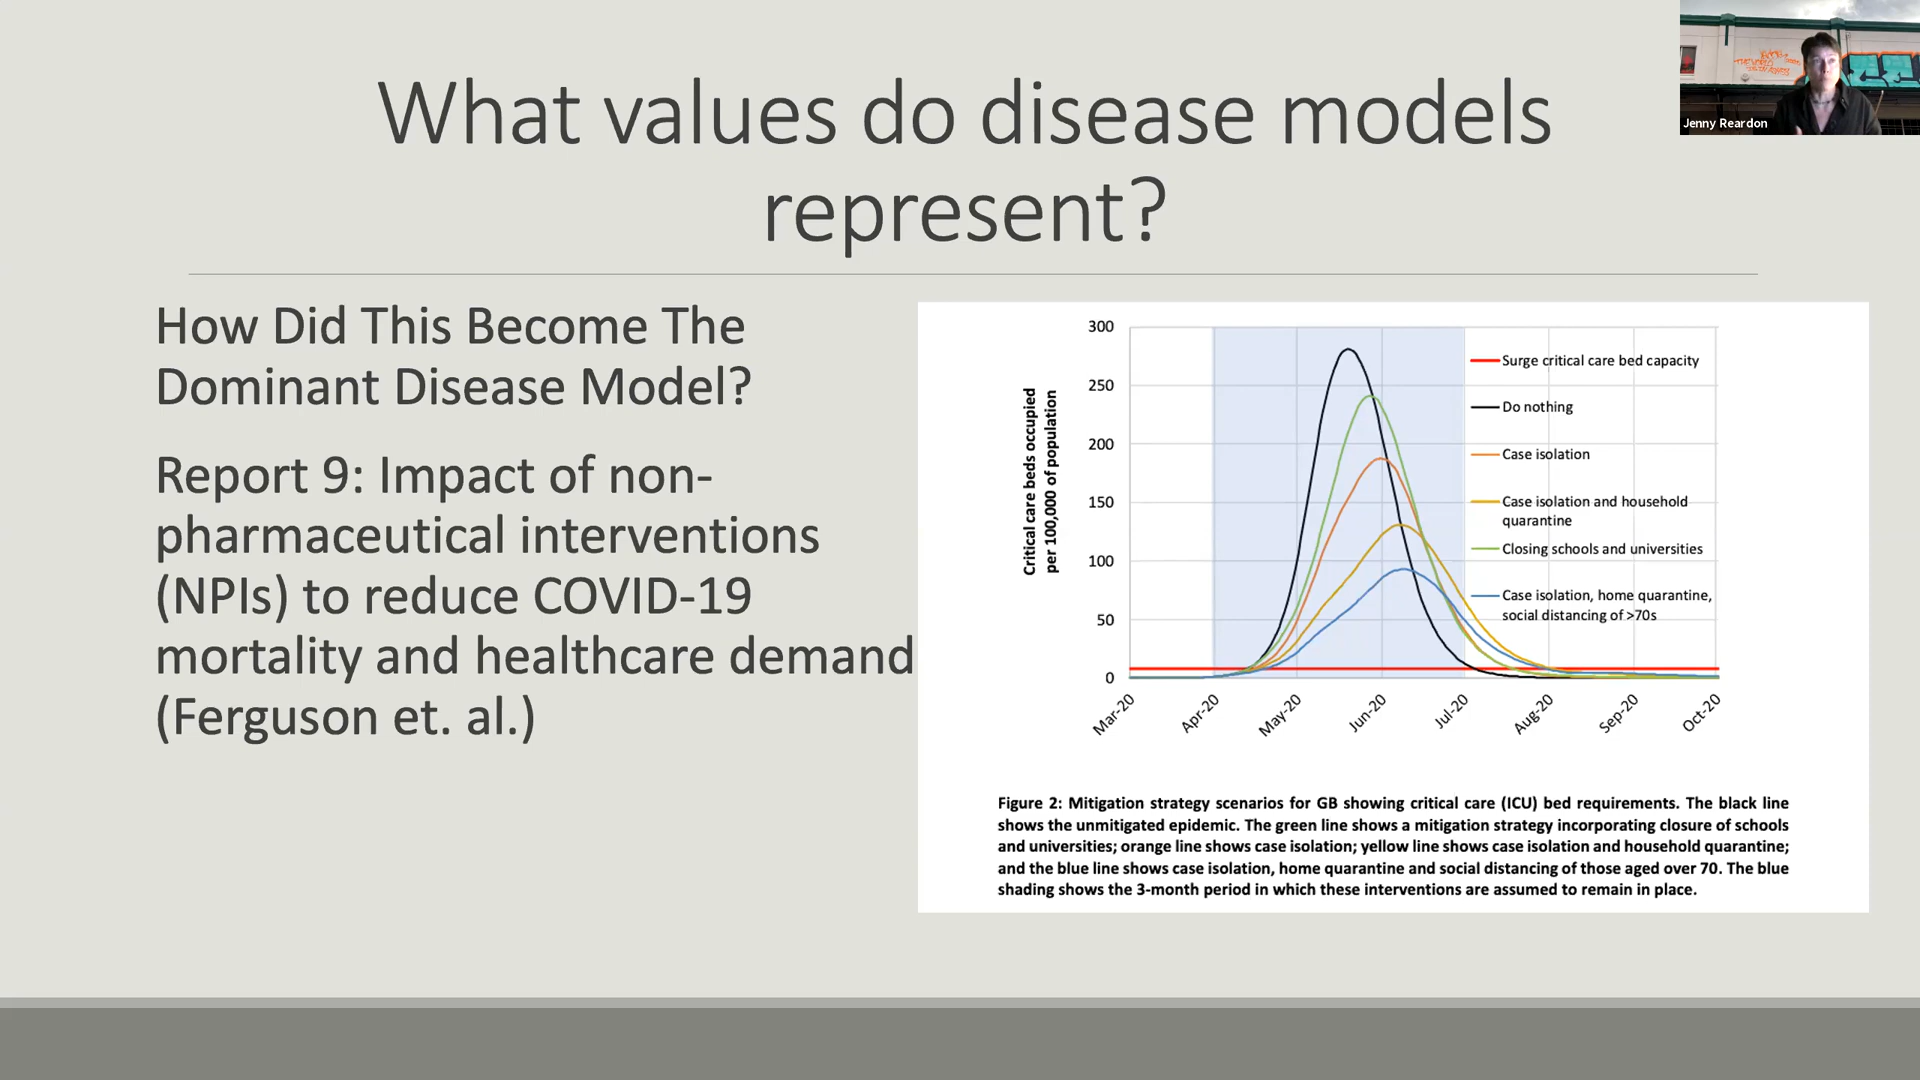 What values do disease models
represent?
Jenny Reardon
How Did This Become The
Dominant Disease Model?
Report 9: Impact of non-
pharmaceutical interventions
(NPIs) to reduce COVID-19
mortality and healthcare demand
(Ferguson et. al.)
Critical care beds occupied
per 100,000 of population
300
250
200
150
100
50
0
Mar-20
Apr-20
May-20
Jun-20
Jul-20
Aug-20
Sep-20
Oct-20
Surge critical care bed capacity
Do nothing
Case isolation
Case isolation and household
quarantine
Closing schools and universities
Case isolation, home quarantine,
social distancing of >70s
Figure 2: Mitigation strategy scenarios for GB showing critical care (ICU) bed requirements. The black line
shows the unmitigated epidemic. The green line shows a mitigation strategy incorporating closure of schools
and universities; orange line shows case isolation; yellow line shows case isolation and household quarantine;
and the blue line shows case isolation, home quarantine and social distancing of those aged over 70. The blue
shading shows the 3-month period in which these interventions are assumed to remain in place.